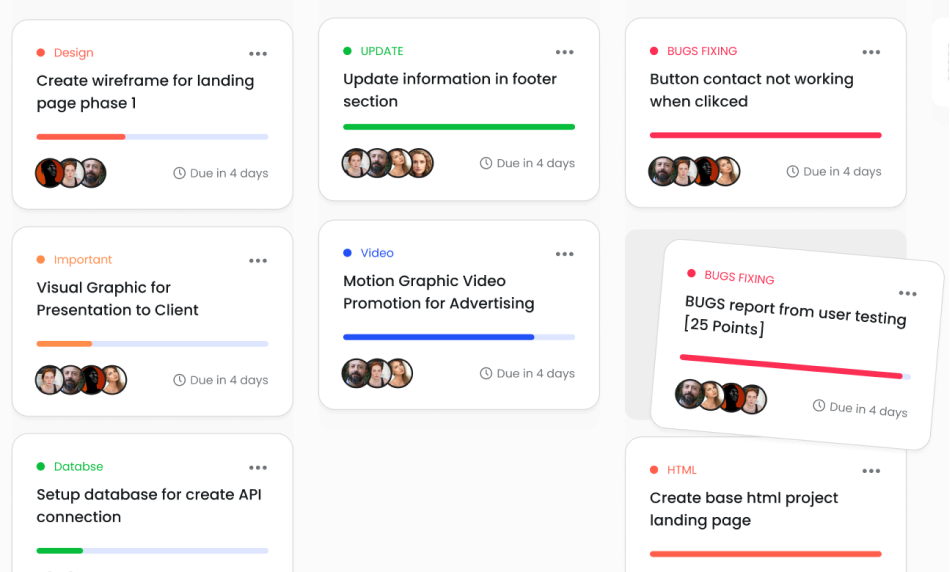 Design
Create wireframe for landing
page phase 1
Due in 4 days
Important
Visual Graphic for
Presentation to Client
Due in 4 days
Databse
Setup database for create API
connection
UPDATE
Update information in footer
section
Due in 4 days
Video
Motion Graphic Video
Promotion for Advertising
Due in 4 days
BUGS FIXING
Button contact not working
when clikced
Due in 4 days
BUGS FIXING
BUGS report from user testing
[25 Points]
Due in 4 days
HTML
Create base html project
landing page